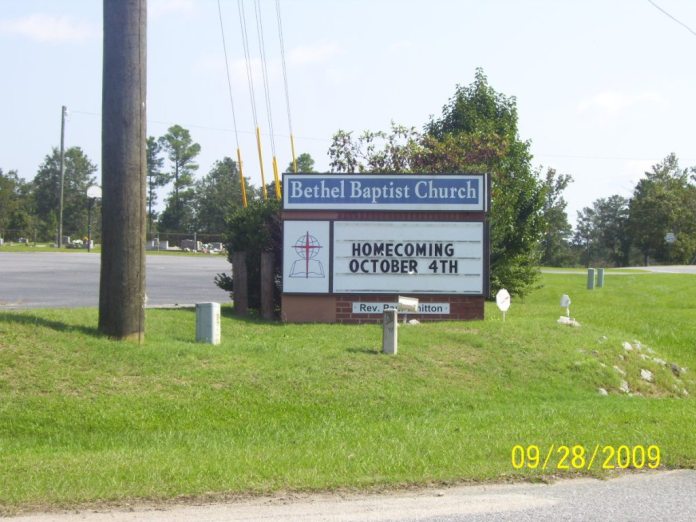 Bethel Baptist Church
HOMECOMING
OCTOBER 4TH
Rev.
09/28/2009